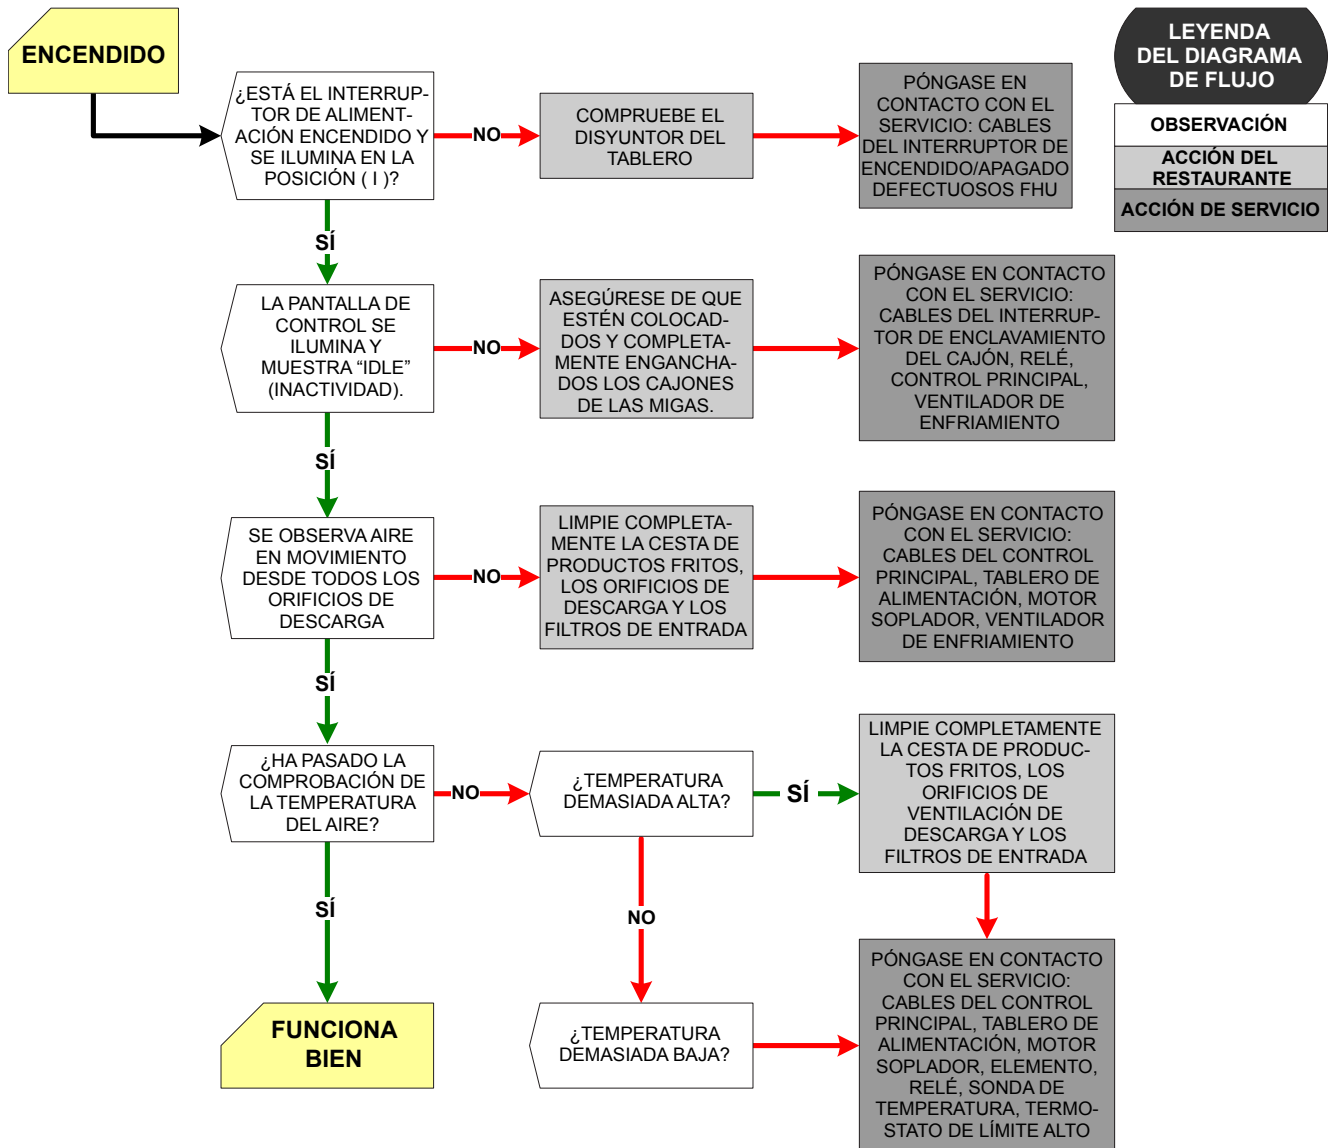 ENCENDIDO
LEYENDA
DEL DIAGRAMA
DE FLUJO
OBSERVACIÓN
ACCIÓN DEL
RESTAURANTE
ACCIÓN DE SERVICIO
¿ESTÁ EL INTERRUP-
TOR DE ALIMENT-
ACIÓN ENCENDIDO Y
SE ILUMINA EN LA
POSICIÓN ( I )?
NO
COMPRUEBE EL
DISYUNTOR DEL
TABLERO
PÓNGASE EN
CONTACTO CON EL
SERVICIO: CABLES
DEL INTERRUPTOR DE
ENCENDIDO/APAGADO
DEFECTUOSOS FHU
SÍ
LA PANTALLA DE
CONTROL SE
ILUMINA Y
MUESTRA “IDLE”
(INACTIVIDAD).
NO
ASEGÚRESE DE QUE
ESTÉN COLOCAD-
DOS Y COMPLETA-
MENTE ENGANCHA-
DOS LOS CAJONES
DE LAS MIGAS.
PÓNGASE EN CONTACTO
CON EL SERVICIO:
CABLES DEL INTERRUP-
TOR DE ENCLAVAMIENTO
DEL CAJÓN, RELÉ,
CONTROL PRINCIPAL,
VENTILADOR DE
ENFRIAMIENTO
SÍ
SE OBSERVA AIRE
EN MOVIMIENTO
DESDE TODOS LOS
ORIFICIOS DE
DESCARGA
NO
LIMPIE COMPLETA-
MENTE LA CESTA DE
PRODUCTOS FRITOS,
LOS ORIFICIOS DE
DESCARGA Y LOS
FILTROS DE ENTRADA
PÓNGASE EN CONTACTO
CON EL SERVICIO:
CABLES DEL CONTROL
PRINCIPAL, TABLERO DE
ALIMENTACIÓN, MOTOR
SOPLADOR, VENTILADOR
DE ENFRIAMIENTO
SÍ
¿HA PASADO LA
COMPROBACIÓN DE
LA TEMPERATURA
DEL AIRE?
NO
¿TEMPERATURA
DEMASIADA ALTA?
SÍ
LIMPIE COMPLETAMENTE
LA CESTA DE PRODUC-
TOS FRITOS, LOS
ORIFICIOS DE
VENTILACIÓN DE
DESCARGA Y LOS
FILTROS DE ENTRADA
SÍ
NO
FUNCIONA
BIEN
¿TEMPERATURA
DEMASIADA BAJA?
PÓNGASE EN CONTACTO
CON EL SERVICIO:
CABLES DEL CONTROL
PRINCIPAL, TABLERO DE
ALIMENTACIÓN, MOTOR
SOPLADOR, ELEMENTO,
RELÉ, SONDA DE
TEMPERATURA, TERMO-
STATO DE LÍMITE ALTO